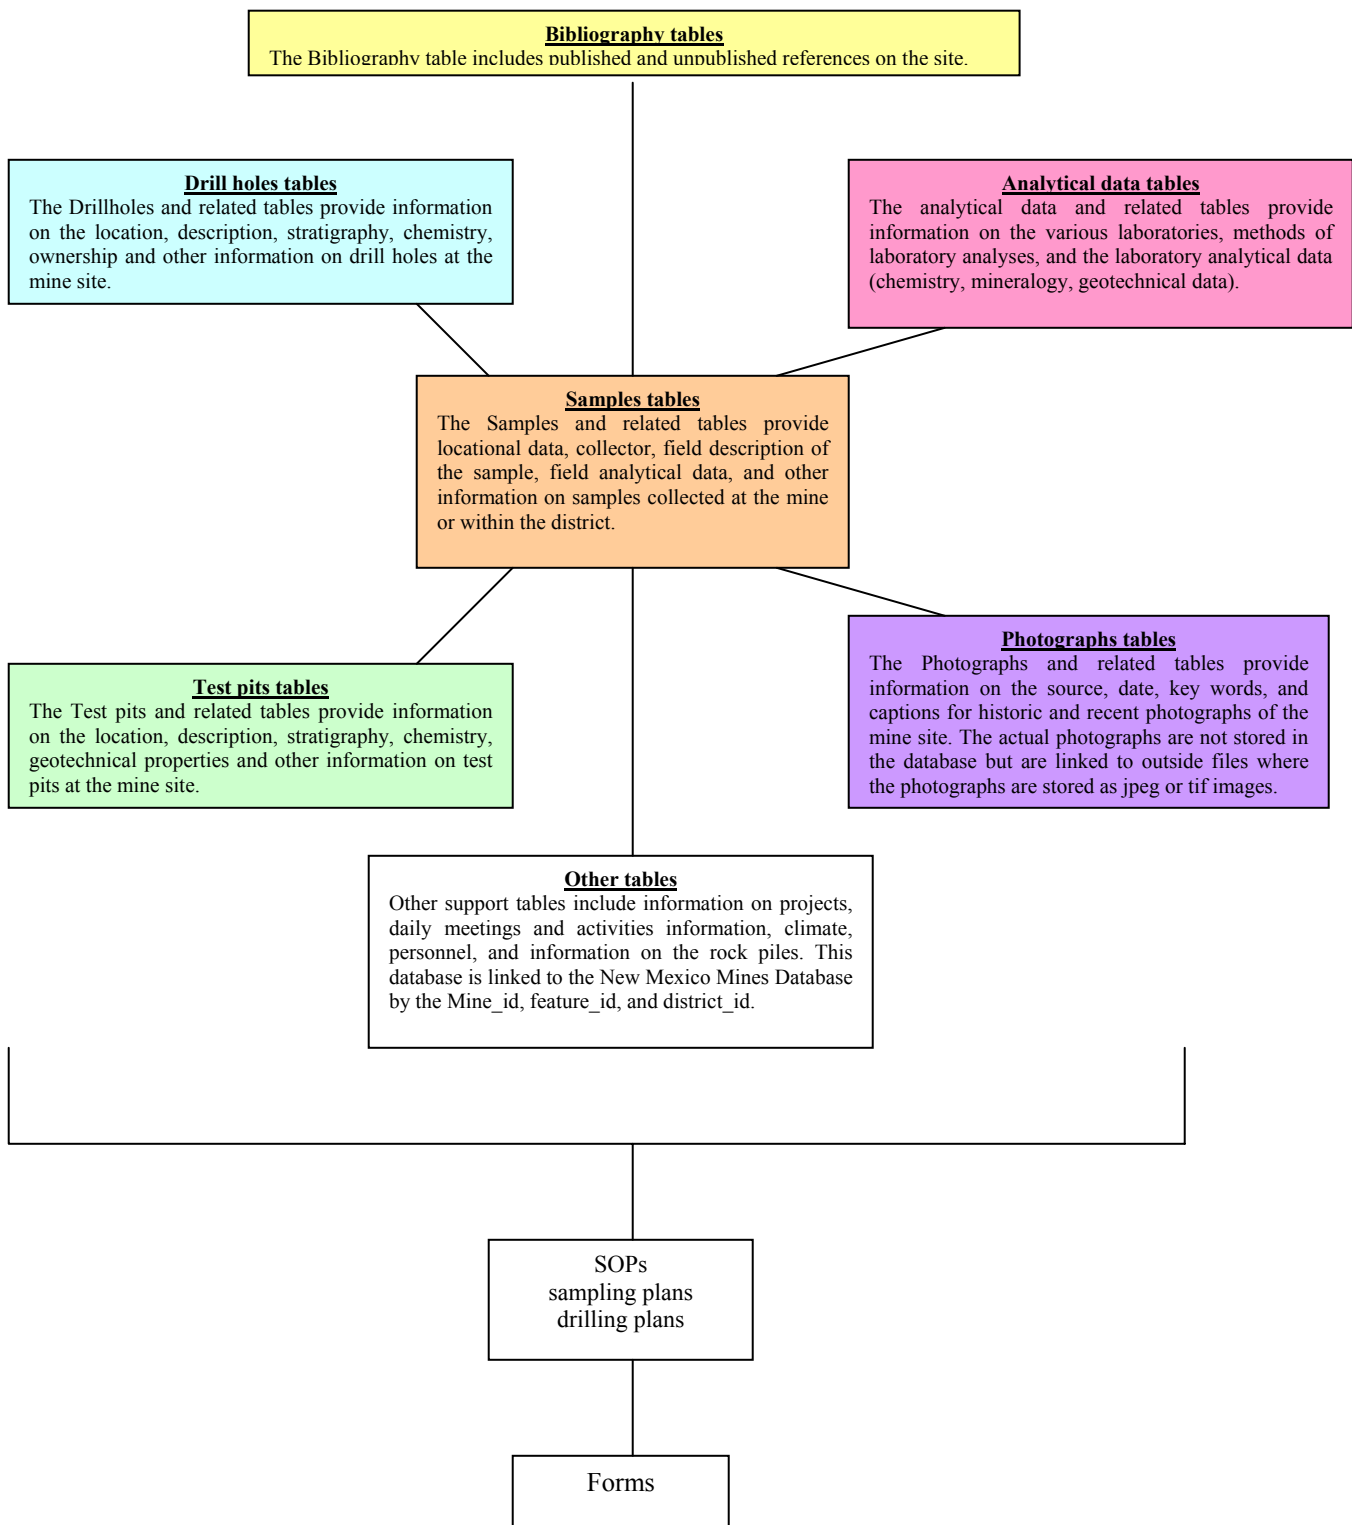 Bibliography tables
The Bibliography table includes published and unpublished references on the site.
Drill holes tables
The Drillholes and related tables provide information
on the location, description, stratigraphy, chemistry,
ownership and other information on drill holes at the
mine site.
Analytical data tables
The analytical data and related tables provide
information on the various laboratories, methods of
laboratory analyses, and the laboratory analytical data
(chemistry, mineralogy, geotechnical data).
Samples tables
The Samples and related tables provide
locational data, collector, field description of
the sample, field analytical data, and other
information on samples collected at the mine
or within the district.
Test pits tables
The Test pits and related tables provide information
on the location, description, stratigraphy, chemistry,
geotechnical properties and other information on test
pits at the mine site.
Photographs tables
The Photographs and related tables provide
information on the source, date, key words, and
captions for historic and recent photographs of the
mine site. The actual photographs are not stored in
the database but are linked to outside files where
the photographs are stored as jpeg or tif images.
Other tables
Other support tables include information on projects,
daily meetings and activities information, climate,
personnel, and information on the rock piles. This
database is linked to the New Mexico Mines Database
by the Mine_id, feature_id, and district_id.
SOPs
sampling plans
drilling plans
Forms